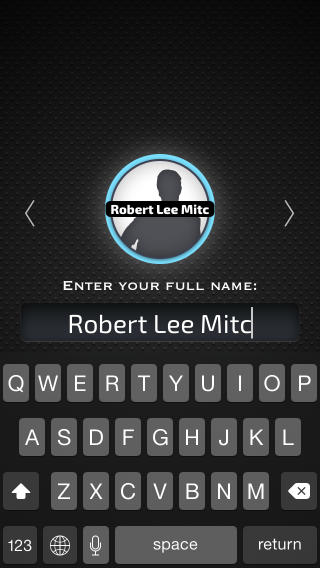 Robert Lee Mitc
ENTER YOUR FULL NAME:
Robert Lee Mitc
Q W E R T Y U I O P
A S D F G H J K L
Z X C V B N M
123 space return